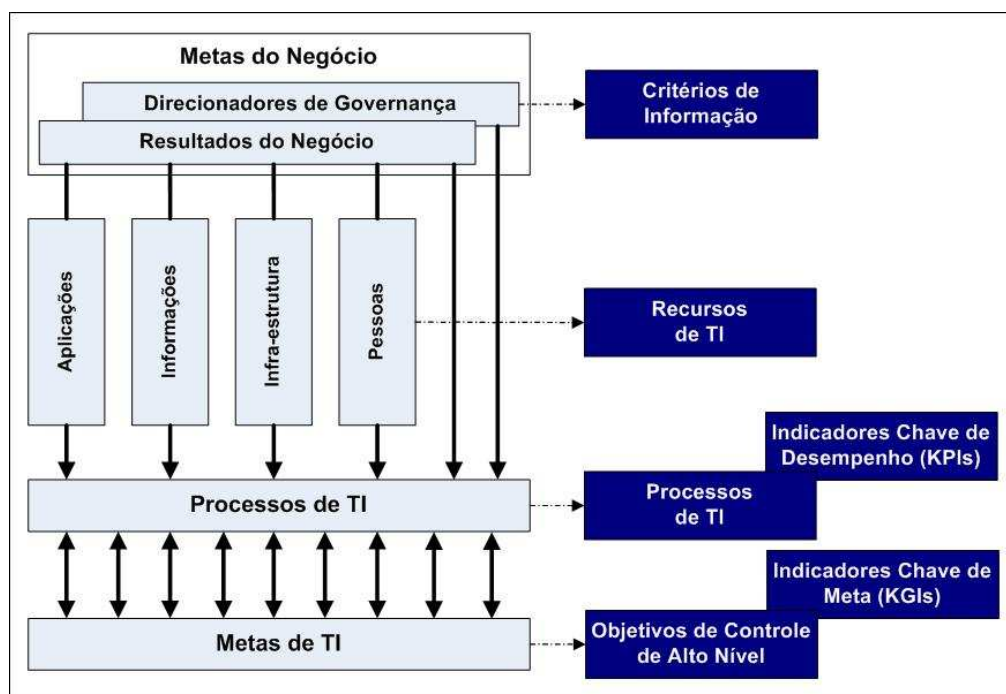 Metas do Negócio
Direcionadores de Governança
Resultados do Negócio
Critérios de
Informação
Aplicações
Informações
Infra-estrutura
Pessoas
Recursos
de TI
Indicadores Chave de
Desempenho (KPIs)
Processos de TI
Processos
de TI
Indicadores Chave de
Meta (KGIs)
Metas de TI
Objetivos de Controle
de Alto Nível